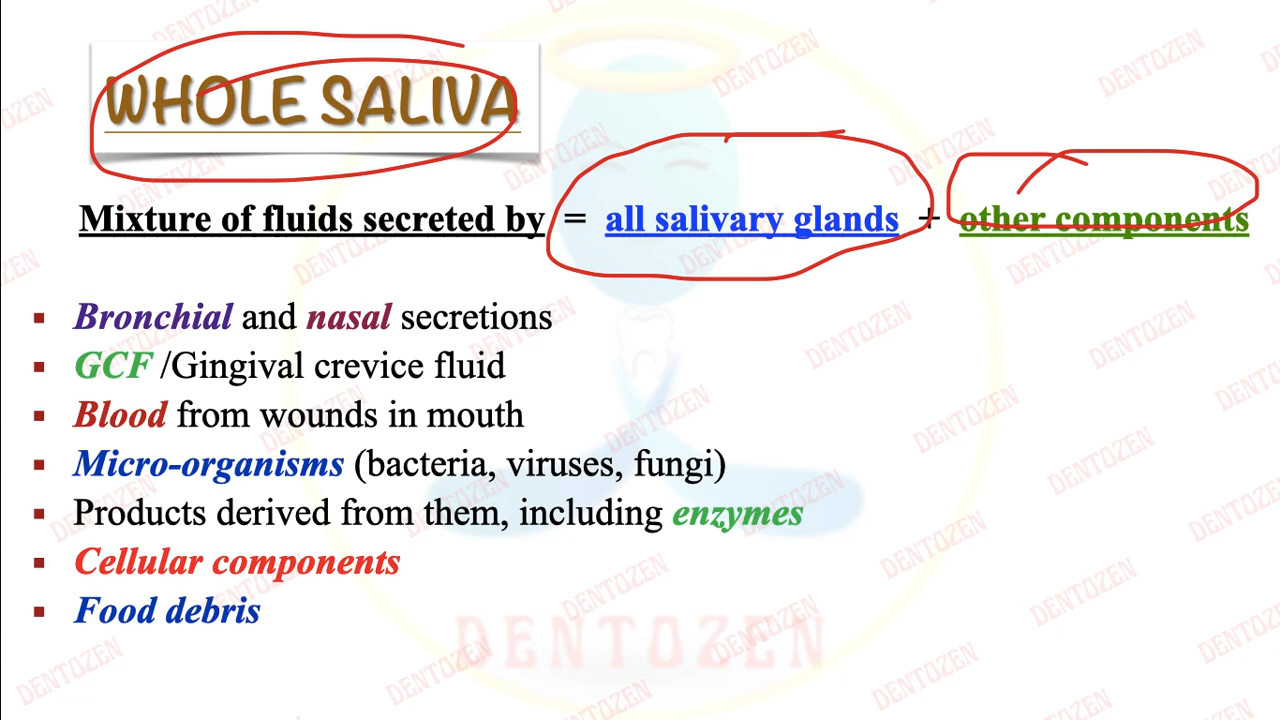 WHOLE SALIVA
Mixture of fluids secreted by = all salivary glands + other components
▪ Bronchial and nasal secretions
▪ GCF /Gingival crevice fluid
▪ Blood from wounds in mouth
▪ Micro-organisms (bacteria, viruses, fungi)
▪ Products derived from them, including enzymes
▪ Cellular components
▪ Food debris
DENTOZEN